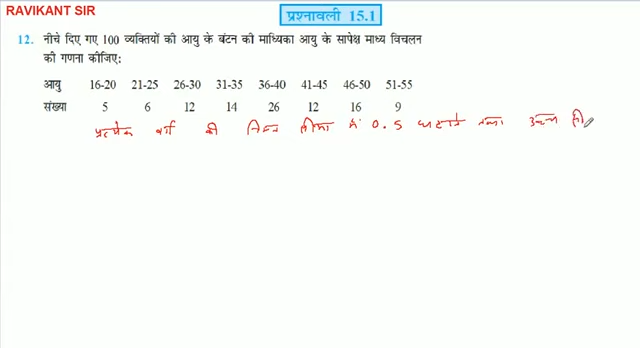 RAVIKANT SIR
प्रश्नावली 15.1
12. नीचे दिए गए 100 व्यक्तियों की आयु के बंटन की माध्यिका आयु के सापेक्ष माध्य विचलन
की गणना कीजिए:
आयु 16-20 21-25 26-30 31-35 36-40 41-45 46-50 51-55
संख्या 5 6 12 14 26 12 16 9
प्रत्येक वर्ग की निम्न सीमा में 0.5 घटाने तथा उच्च